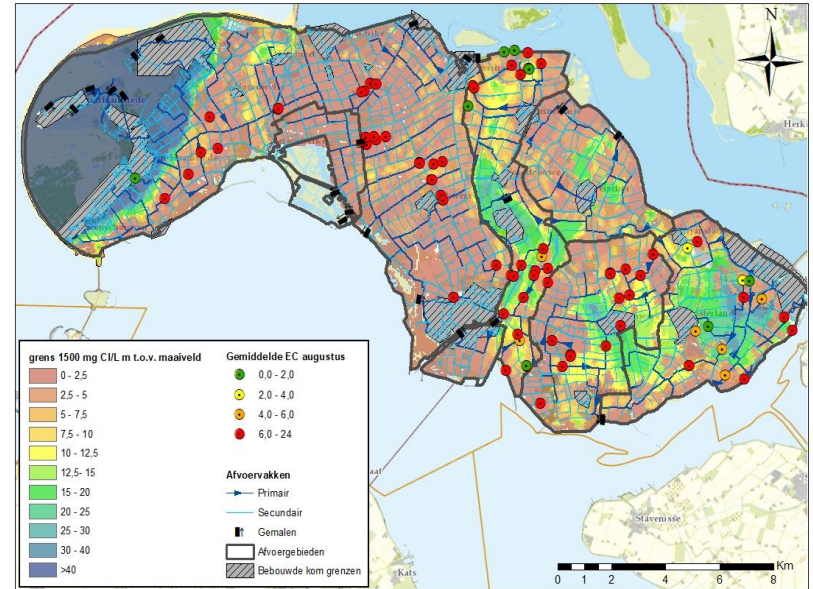 N
grens 1500 mg Cl/L m t.o.v. maaiveld
0 - 2,5
2,5 - 5
5 - 7,5
7,5 - 10
10 - 12,5
12,5- 15
15 - 20
20 - 25
25 - 30
30 - 40
>40
Gemiddelde EC augustus
0,0 - 2,0
2,0 - 4,0
4,0 - 6,0
6,0 - 24
Afvoervakken
Primair
Secundair
Gemalen
Afvoergebieden
Bebouwde kom grenzen
Stavenisse
Kats
Km
0 1 2 4 6 8